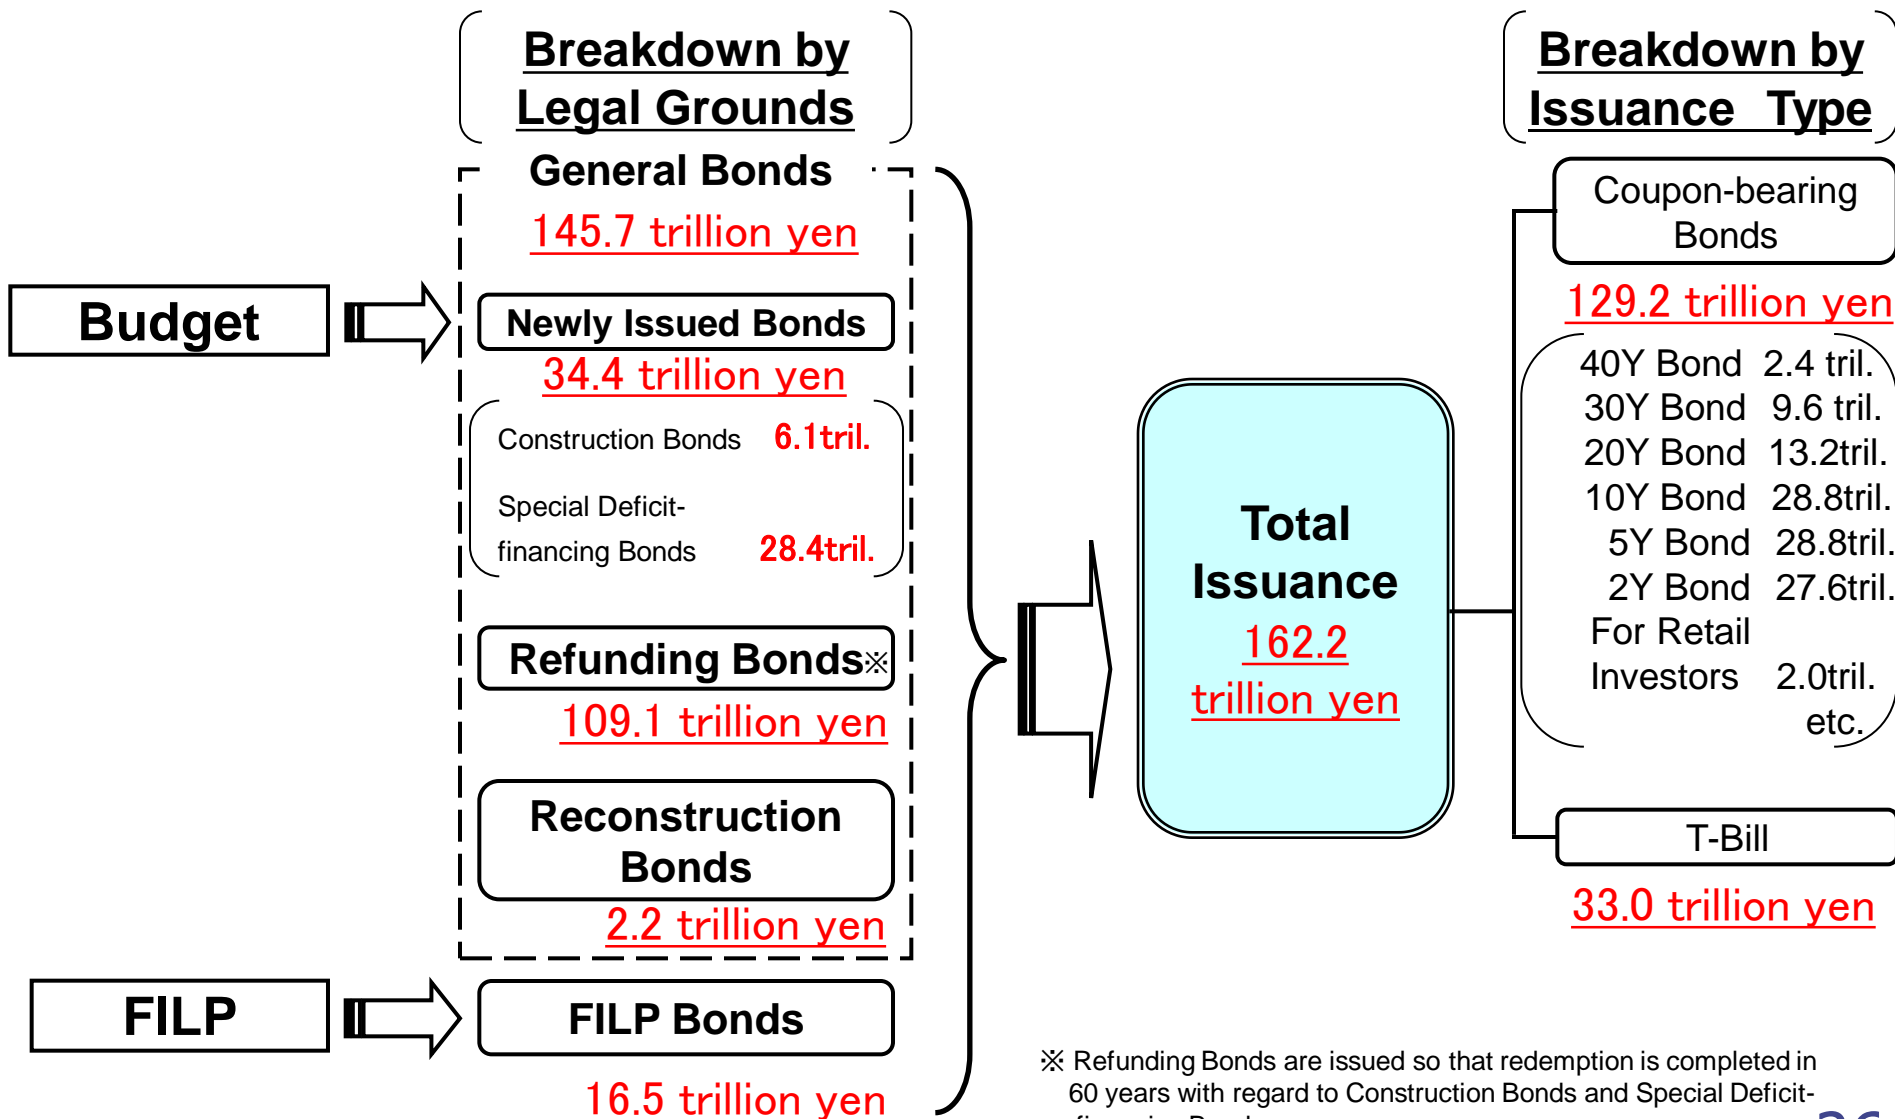 Breakdown by
Legal Grounds
General Bonds
145.7 trillion yen
Budget
Newly Issued Bonds
34.4 trillion yen
Construction Bonds 6.1tril.
Special Deficit-
financing Bonds 28.4tril.
Refunding Bonds※
109.1 trillion yen
Reconstruction
Bonds
2.2 trillion yen
FILP
FILP Bonds
16.5 trillion yen
Total
Issuance
162.2
trillion yen
Breakdown by
Issuance Type
Coupon-bearing
Bonds
129.2 trillion yen
40Y Bond 2.4 tril.
30Y Bond 9.6 tril.
20Y Bond 13.2tril.
10Y Bond 28.8tril.
5Y Bond 28.8tril.
2Y Bond 27.6tril.
For Retail
Investors 2.0tril.
etc.
T-Bill
33.0 trillion yen
※ Refunding Bonds are issued so that redemption is completed in
60 years with regard to Construction Bonds and Special Deficit-